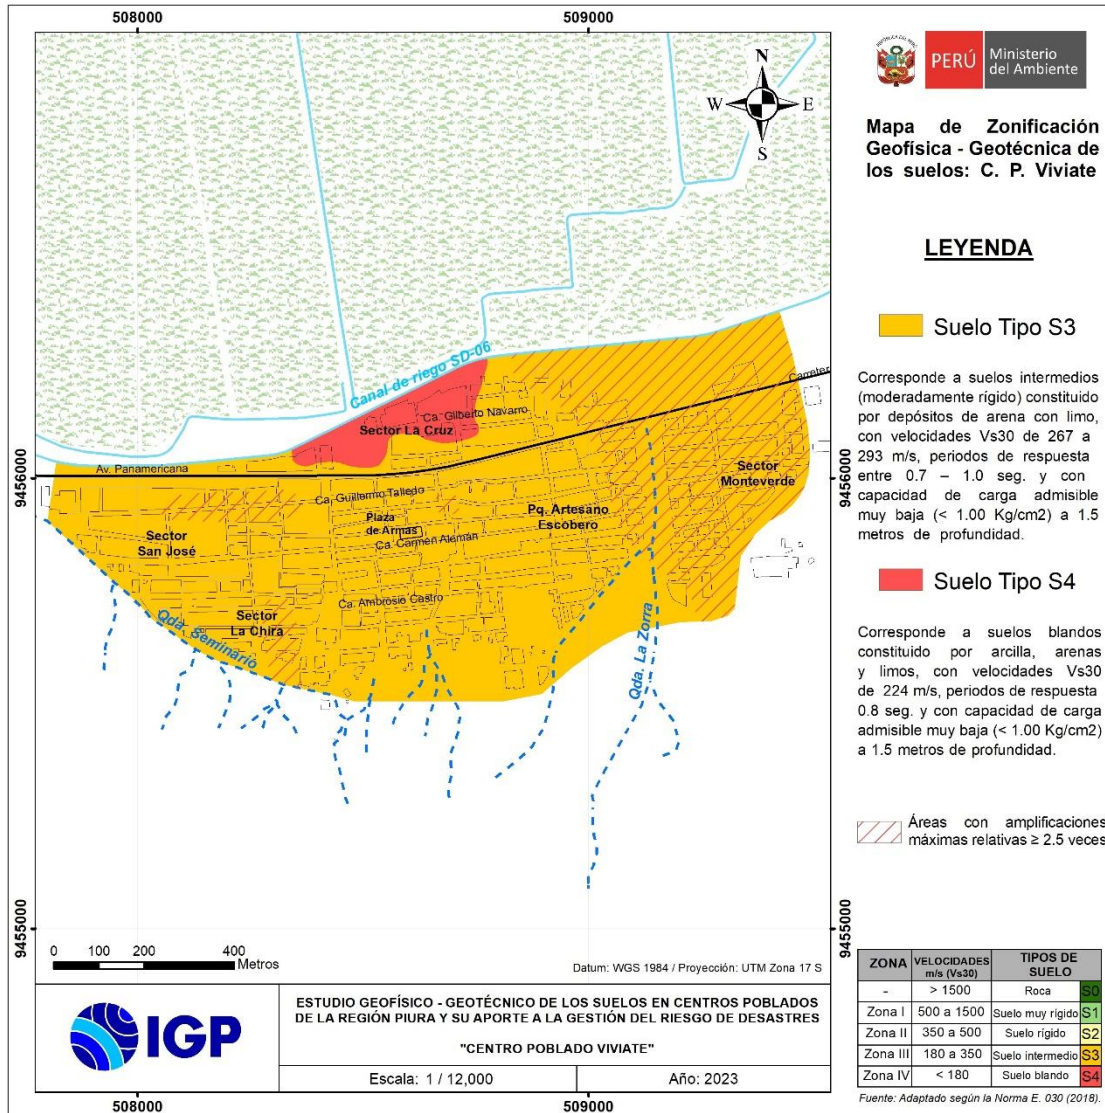 508000
509000
REPÚBLICA DEL PERÚ
PERÚ
Ministerio
del Ambiente
Mapa de Zonificación
Geofísica - Geotécnica de
los suelos: C. P. Viviate
N
W
E
S
LEYENDA
Suelo Tipo S3
Corresponde a suelos intermedios
(moderadamente rígido) constituido
por depósitos de arena con limo,
con velocidades Vs30 de 267 a
293 m/s, periodos de respuesta
entre 0.7 – 1.0 seg. y con
capacidad de carga admisible
muy baja (< 1.00 Kg/cm2) a 1.5
metros de profundidad.
Suelo Tipo S4
Corresponde a suelos blandos
constituido por arcilla, arenas
y limos, con velocidades Vs30
de 224 m/s, periodos de respuesta
0.8 seg. y con capacidad de carga
admisible muy baja (< 1.00 Kg/cm2)
a 1.5 metros de profundidad.
Áreas con amplificaciones
máximas relativas ≥ 2.5 veces
Canal de riego SD-06
Carreter
Ca. Gilberto Navarro
Sector La Cruz
Av. Panamericana
9456000
9456000
Sector
Monteverde
Ca. Guillermo Talledo
Pq. Artesano
Escobero
Plaza
de Armas
Ca. Carmen Alemán
Sector
San José
Ca. Ambrosio Castro
Sector
La Chira
Qda. Seminario
Qda. La Zorra
9455000
9455000
0 100 200 400
Metros
Datum: WGS 1984 / Proyección: UTM Zona 17 S
IGP
ESTUDIO GEOFÍSICO - GEOTÉCNICO DE LOS SUELOS EN CENTROS POBLADOS
DE LA REGIÓN PIURA Y SU APORTE A LA GESTIÓN DEL RIESGO DE DESASTRES
"CENTRO POBLADO VIVIATE"
Escala: 1 / 12,000
Año: 2023
ZONA VELOCIDADES m/s (Vs30) TIPOS DE SUELO
- > 1500 Roca S0
Zona I 500 a 1500 Suelo muy rígido S1
Zona II 350 a 500 Suelo rígido S2
Zona III 180 a 350 Suelo intermedio S3
Zona IV < 180 Suelo blando S4
Fuente: Adaptado según la Norma E. 030 (2018).
508000
509000